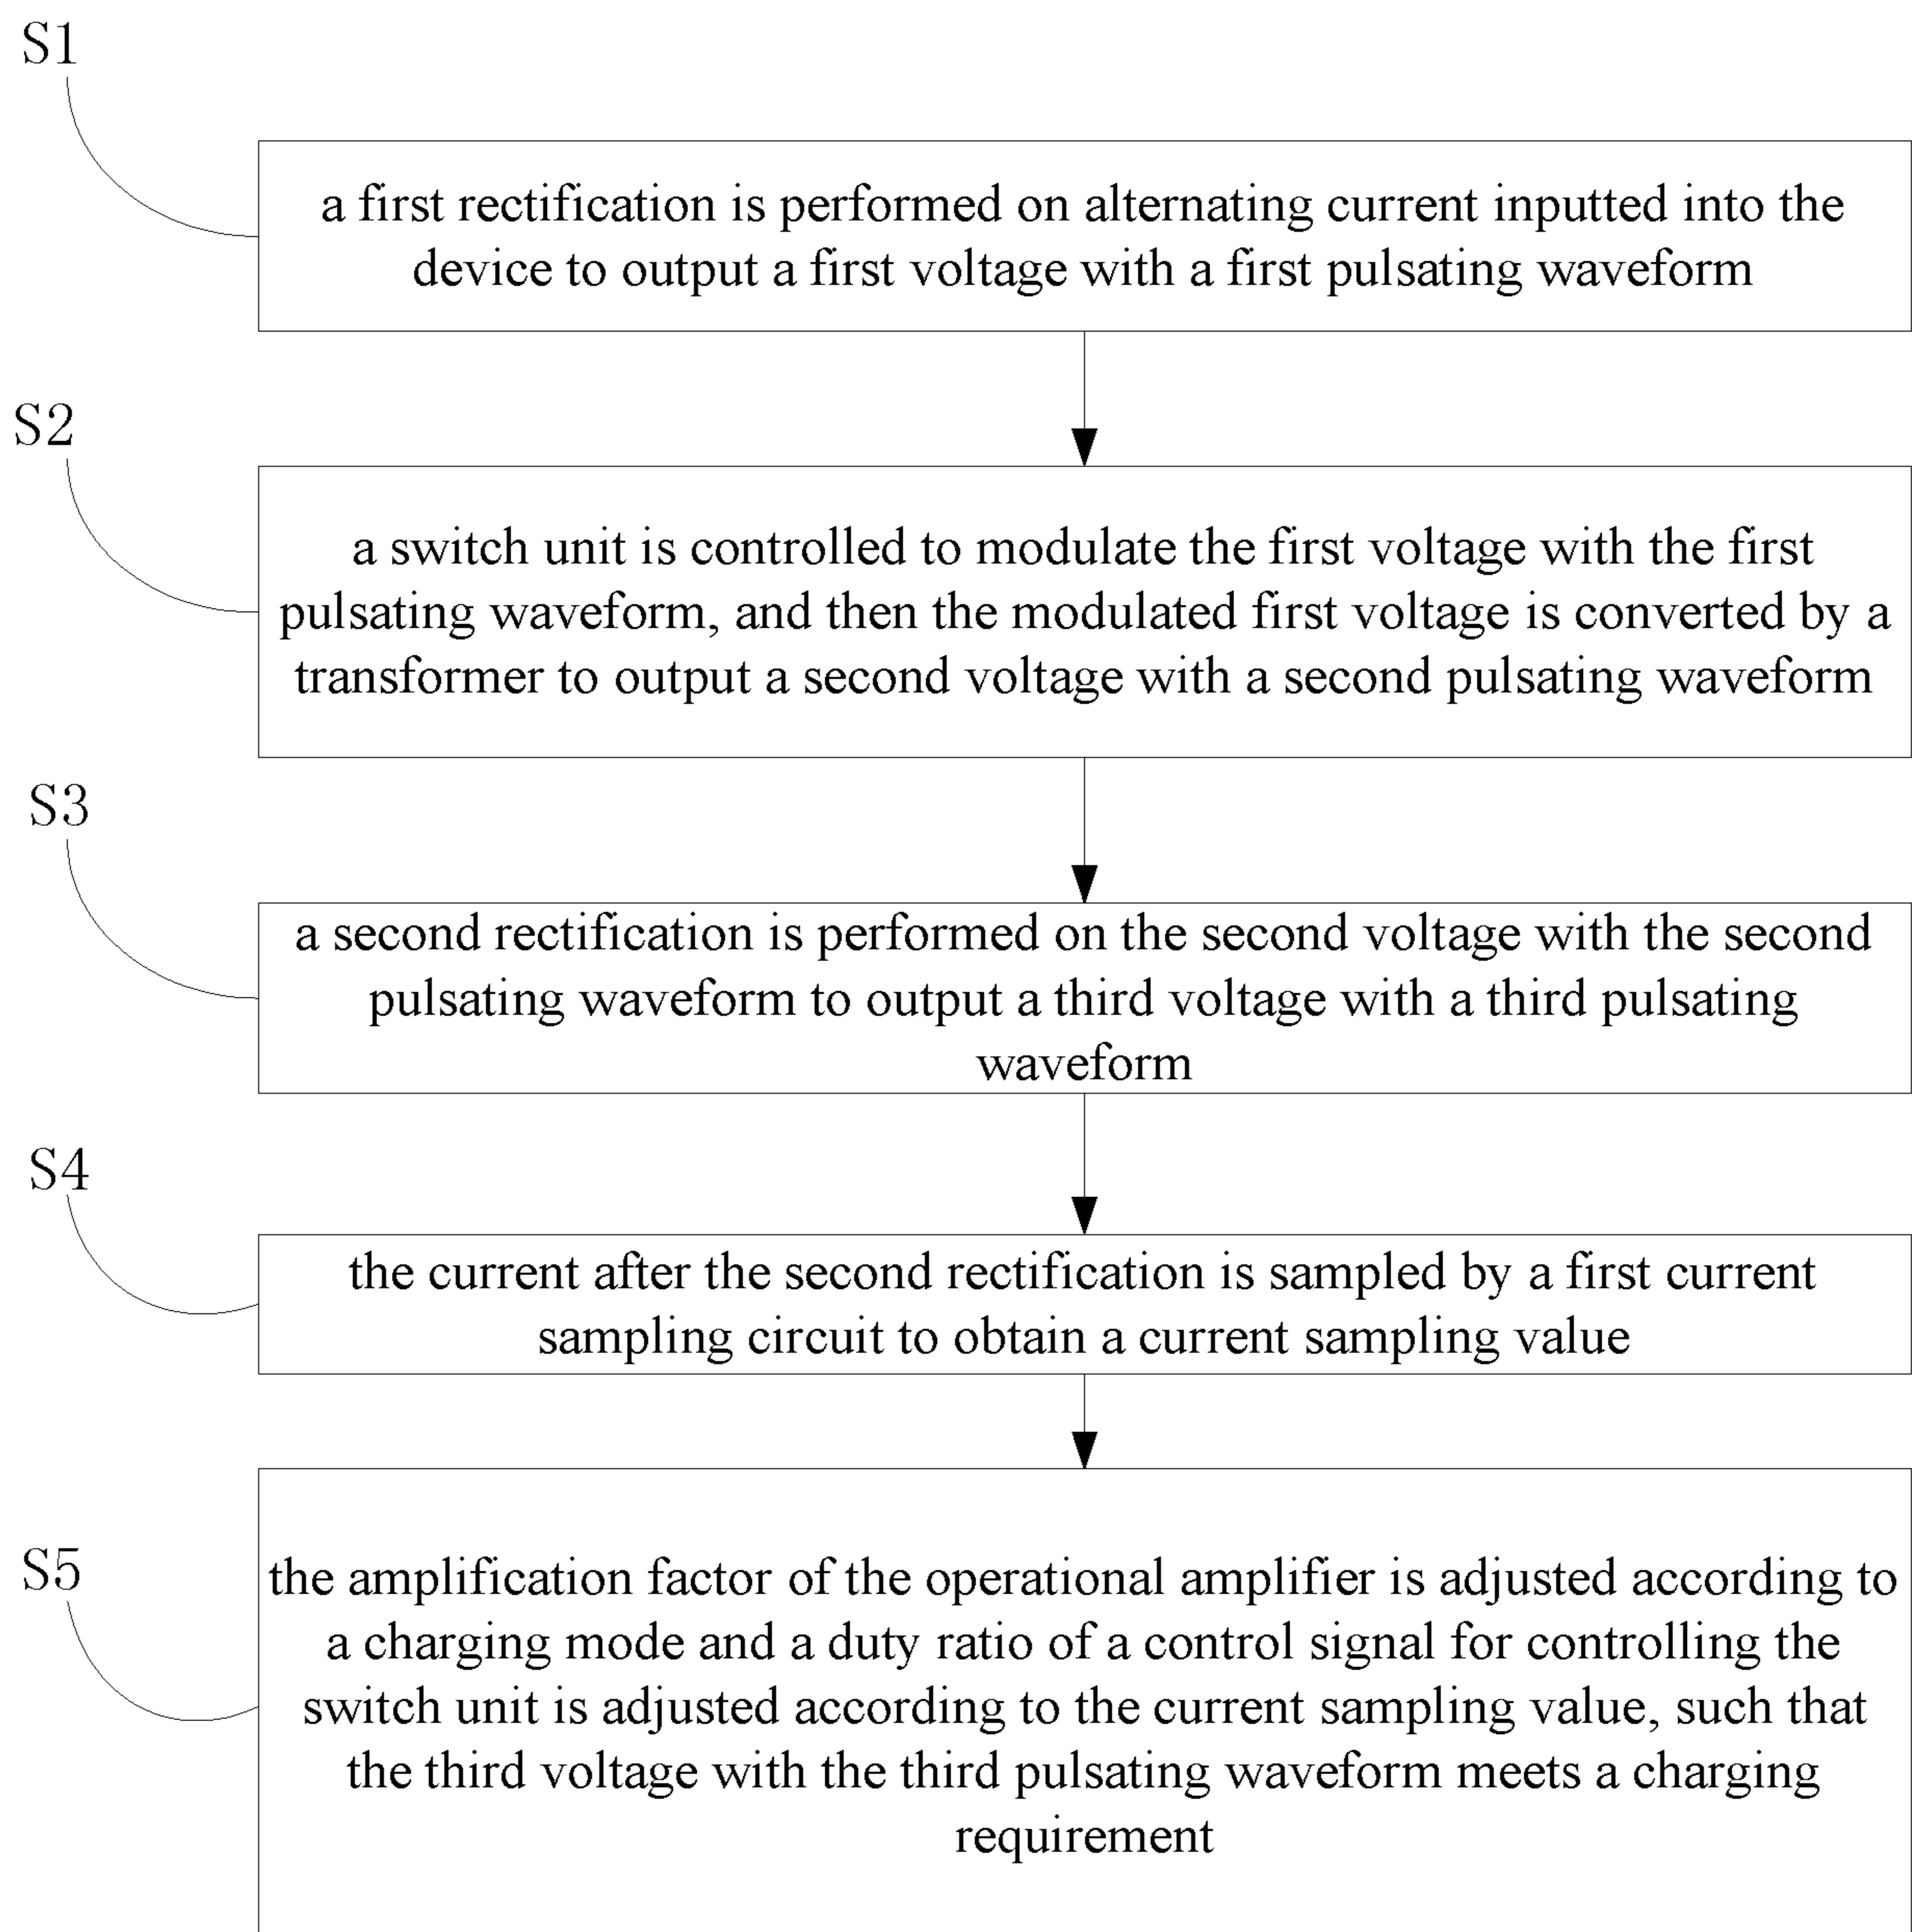 S1
a first rectification is performed on alternating current inputted into the
device to output a first voltage with a first pulsating waveform
S2
a switch unit is controlled to modulate the first voltage with the first
pulsating waveform, and then the modulated first voltage is converted by a
transformer to output a second voltage with a second pulsating waveform
S3
a second rectification is performed on the second voltage with the second
pulsating waveform to output a third voltage with a third pulsating
waveform
S4
the current after the second rectification is sampled by a first current
sampling circuit to obtain a current sampling value
S5
the amplification factor of the operational amplifier is adjusted according to
a charging mode and a duty ratio of a control signal for controlling the
switch unit is adjusted according to the current sampling value, such that
the third voltage with the third pulsating waveform meets a charging
requirement